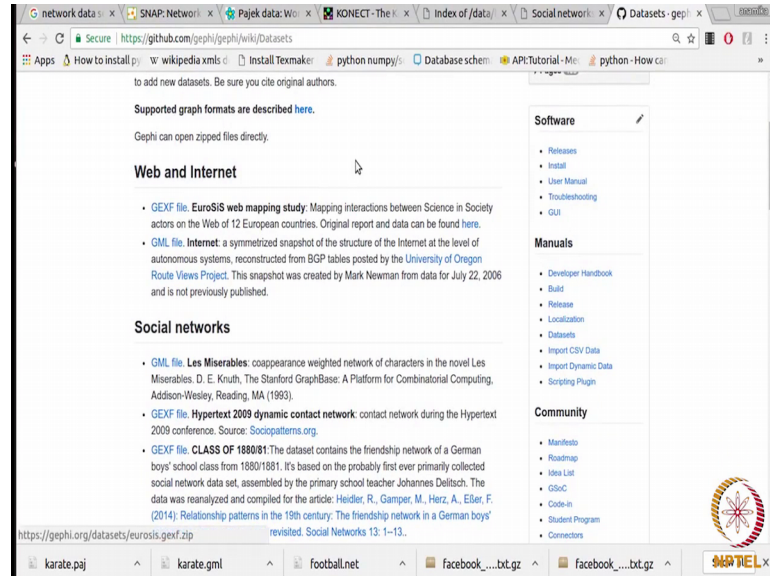 network data s
SNAP: Network
Pajek data: Wo
KONECT - The K
Index of /data/
Social network
Datasets · geph
Secure https://github.com/gephi/gephi/wiki/Datasets
Apps How to install py w wikipedia xmls d Install Texmaker python numpy/s Database schem API:Tutorial - Med python - How can »
to add new datasets. Be sure you cite original authors.
Supported graph formats are described here.
Gephi can open zipped files directly.
Web and Internet
• GEXF file. EuroSiS web mapping study: Mapping interactions between Science in Society
actors on the Web of 12 European countries. Original report and data can be found here.
• GML file. Internet: a symmetrized snapshot of the structure of the Internet at the level of
autonomous systems, reconstructed from BGP tables posted by the University of Oregon
Route Views Project. This snapshot was created by Mark Newman from data for July 22, 2006
and is not previously published.
Social networks
• GML file. Les Miserables: coappearance weighted network of characters in the novel Les
Miserables. D. E. Knuth, The Stanford GraphBase: A Platform for Combinatorial Computing,
Addison-Wesley, Reading, MA (1993).
• GEXF file. Hypertext 2009 dynamic contact network: contact network during the Hypertext
2009 conference. Source: Sociopatterns.org.
• GEXF file. CLASS OF 1880/81:The dataset contains the friendship network of a German
boys' school class from 1880/1881. It's based on the probably first ever primarily collected
social network data set, assembled by the primary school teacher Johannes Delitsch. The
data was reanalyzed and compiled for the article: Heidler, R., Gamper, M., Herz, A., Eßer, F.
(2014): Relationship patterns in the 19th century: The friendship network in a German boys'
revisited. Social Networks 13: 1--13..
Software
• Releases
• Install
• User Manual
• Troubleshooting
• GUI
Manuals
• Developer Handbook
• Build
• Release
• Localization
• Datasets
• Import CSV Data
• Import Dynamic Data
• Scripting Plugin
Community
• Manifesto
• Roadmap
• Idea List
• GSoC
• Code-in
• Student Program
• Connectors
https://gephi.org/datasets/eurosis.gexf.zip
karate.paj
karate.gml
football.net
facebook_....txt.gz
facebook_....txt.gz
NPTEL